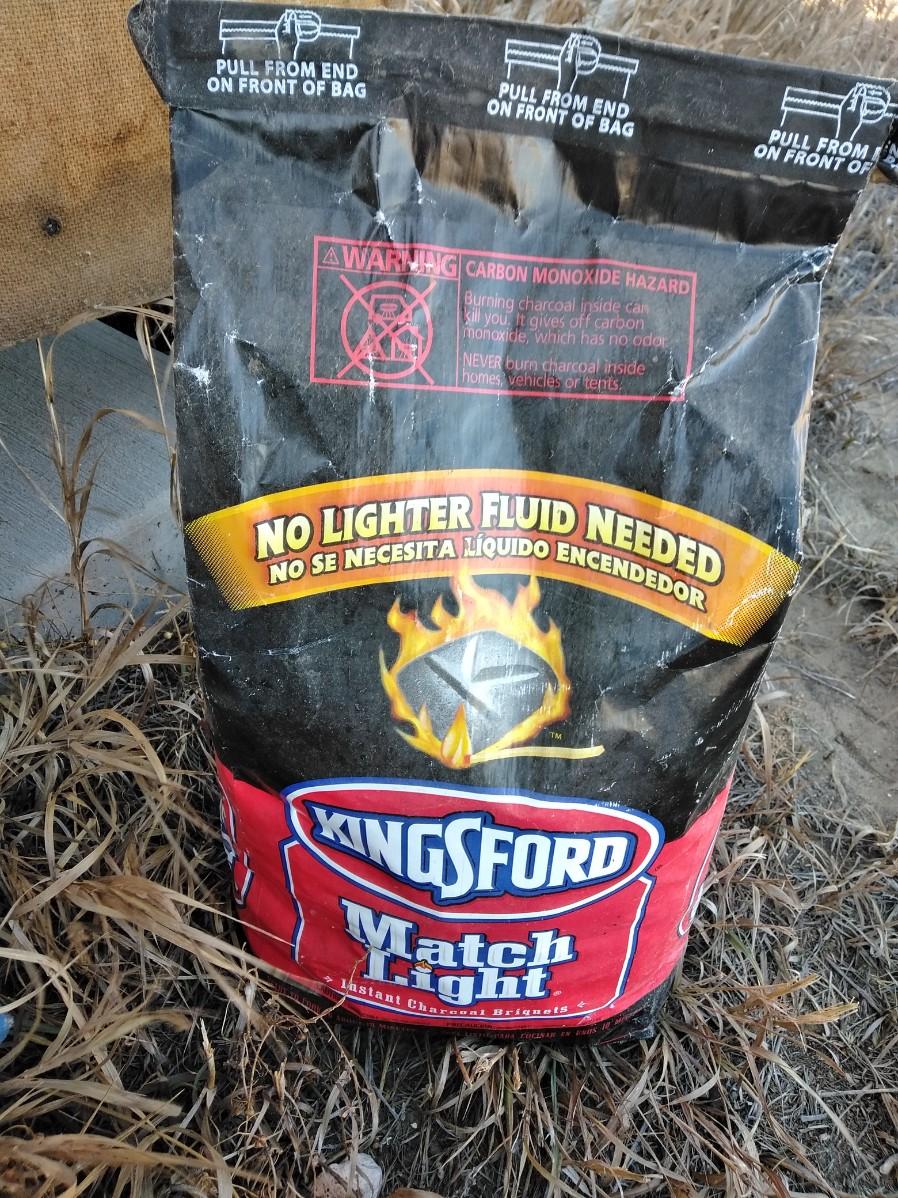 PULL FROM END
ON FRONT OF BAG
PULL FROM END
ON FRONT OF BAG
PULL FROM
ON FRONT OF
WARNING
CARBON MONOXIDE HAZARD
Burning charcoal inside can
kill you. It gives off carbon
monoxide, which has no odor.
NEVER burn charcoal inside
homes, vehicles or tents.
NO LIGHTER FLUID NEEDED
NO SE NECESITA LÍQUIDO ENCENDEDOR
TM
KINGSFORD
Match
Light®
Instant Charcoal Briquets